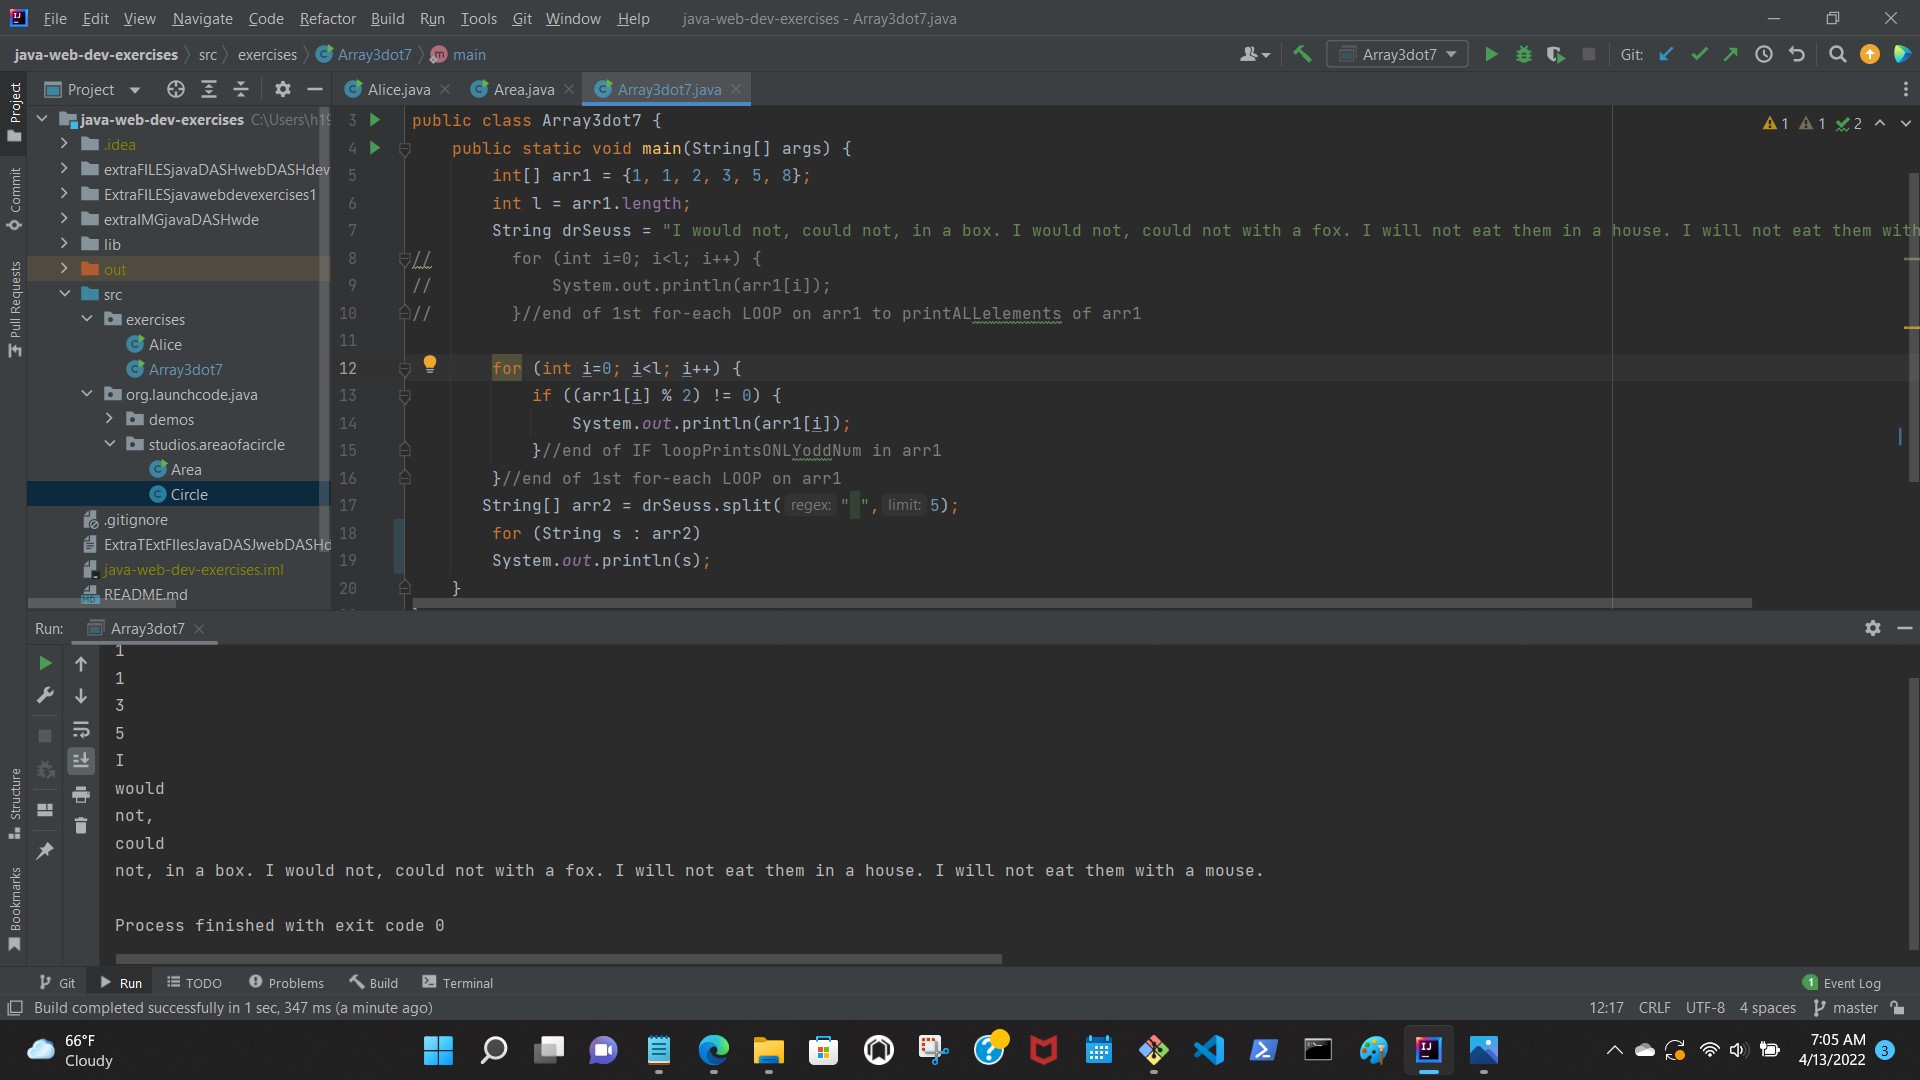 File Edit View Navigate Code Refactor Build Run Tools Git Window Help java-web-dev-exercises - Array3dot7.java
java-web-dev-exercises src exercises Array3dot7 main Array3dot7 Git:
Project Alice.java Area.java Array3dot7.java
Project
Commit
Pull Requests
Structure
Bookmarks
java-web-dev-exercises C:\Users\h19
.idea
extraFILESjavaDASHwebDASHdev
ExtraFILESjavawebdevexercises1
extraIMGjavaDASHwde
lib
out
src
exercises
Alice
Array3dot7
org.launchcode.java
demos
studios.areaofacircle
Area
Circle
.gitignore
ExtraTExtFIlesJavaDASJwebDASHd
java-web-dev-exercises.iml
README.md
1 1 2
3 public class Array3dot7 {
4 public static void main(String[] args) {
5 int[] arr1 = {1, 1, 2, 3, 5, 8};
6 int l = arr1.length;
7 String drSeuss = "I would not, could not, in a box. I would not, could not with a fox. I will not eat them in a house. I will not eat them with
8 // for (int i=0; i<l; i++) {
9 // System.out.println(arr1[i]);
10 // }//end of 1st for-each LOOP on arr1 to printALLelements of arr1
11
12 for (int i=0; i<l; i++) {
13 if ((arr1[i] % 2) != 0) {
14 System.out.println(arr1[i]);
15 }//end of IF loopPrintsONLYoddNum in arr1
16 }//end of 1st for-each LOOP on arr1
17 String[] arr2 = drSeuss.split( regex: " ", limit: 5);
18 for (String s : arr2)
19 System.out.println(s);
20 }
Run: Array3dot7
1
1
3
5
I
would
not,
could
not, in a box. I would not, could not with a fox. I will not eat them in a house. I will not eat them with a mouse.
Process finished with exit code 0
Git Run TODO Problems Build Terminal 1 Event Log
Build completed successfully in 1 sec, 347 ms (a minute ago) 12:17 CRLF UTF-8 4 spaces master
66°F
Cloudy
7:05 AM
4/13/2022 3